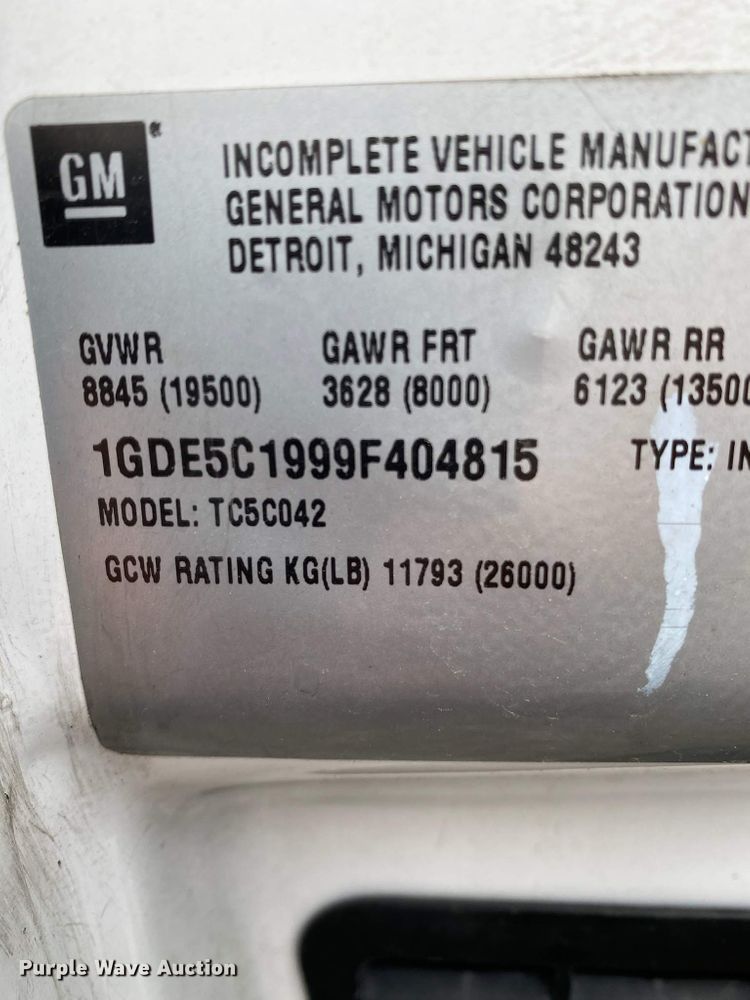 GM®
INCOMPLETE VEHICLE MANUFACT
GENERAL MOTORS CORPORATION
DETROIT, MICHIGAN 48243
GVWR GAWR FRT GAWR RR
8845 (19500) 3628 (8000) 6123 (13500
1GDE5C1999F404815 TYPE: IN
MODEL: TC5C042
GCW RATING KG(LB) 11793 (26000)
Purple Wave Auction